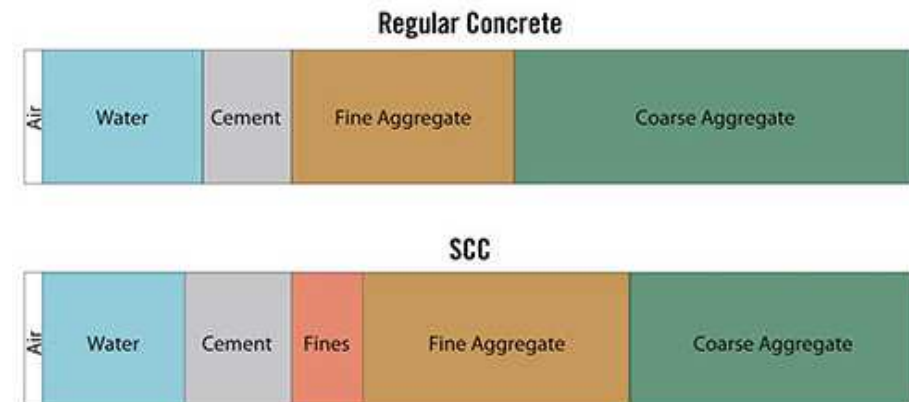 Regular Concrete
Air Water Cement Fine Aggregate Coarse Aggregate
SCC
Air Water Cement Fines Fine Aggregate Coarse Aggregate